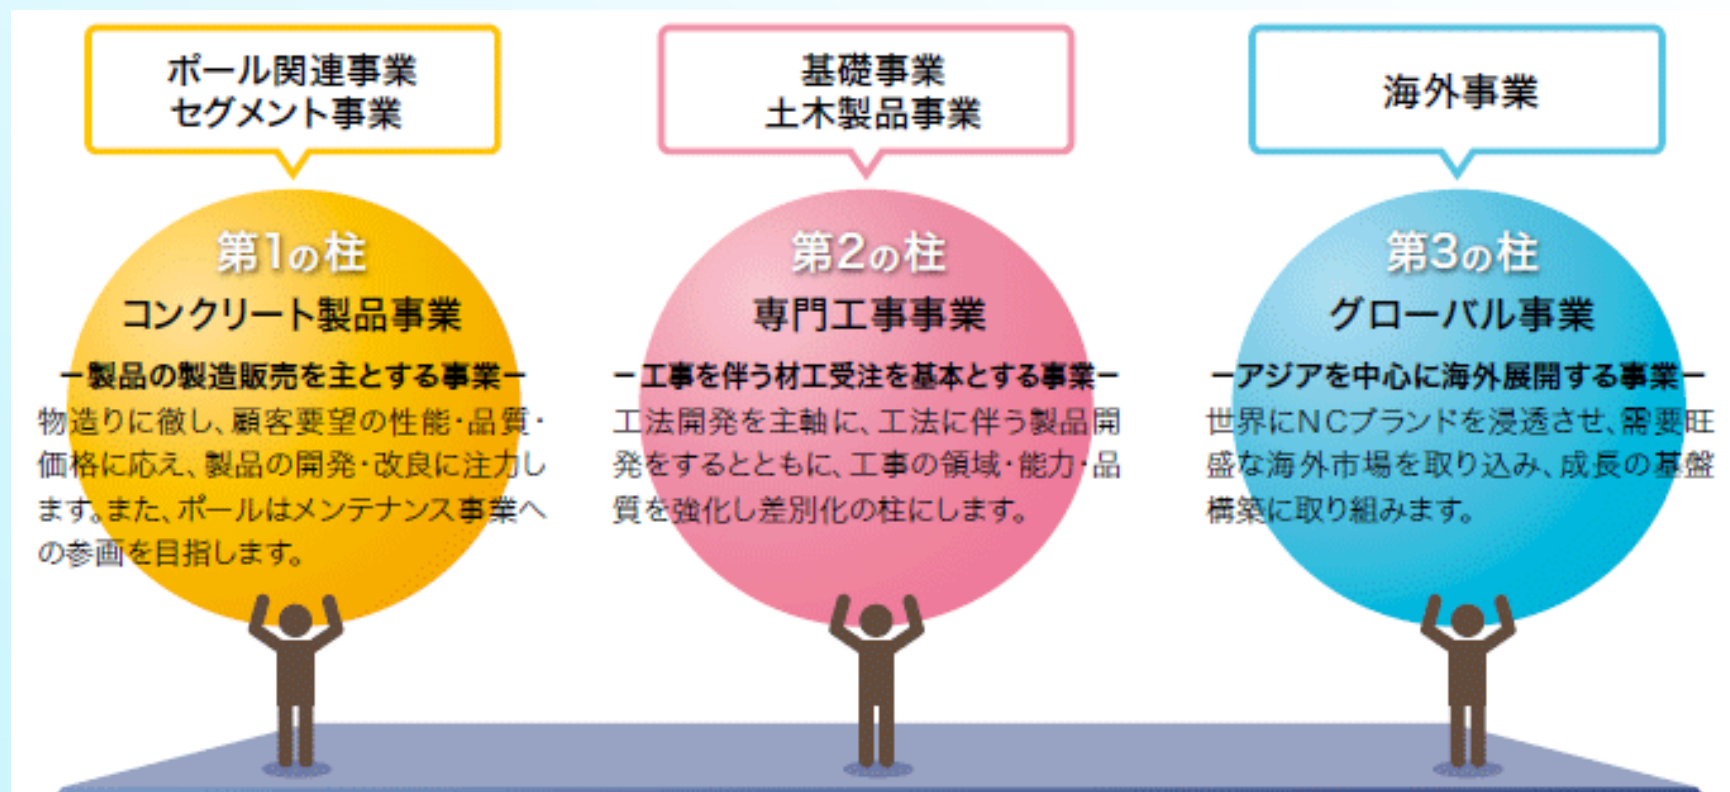 ポール関連事業
セグメント事業
第1の柱
コンクリート製品事業
ー製品の製造販売を主とする事業ー
物造りに徹し、顧客要望の性能・品質・
価格に応え、製品の開発・改良に注力し
ます。また、ポールはメンテナンス事業へ
の参画を目指します。
基礎事業
土木製品事業
第2の柱
専門工事事業
ー工事を伴う材工受注を基本とする事業ー
工法開発を主軸に、工法に伴う製品開
発をするとともに、工事の領域・能力・品
質を強化し差別化の柱にします。
海外事業
第3の柱
グローバル事業
ーアジアを中心に海外展開する事業ー
世界にNCブランドを浸透させ、需要旺
盛な海外市場を取り込み、成長の基盤
構築に取り組みます。